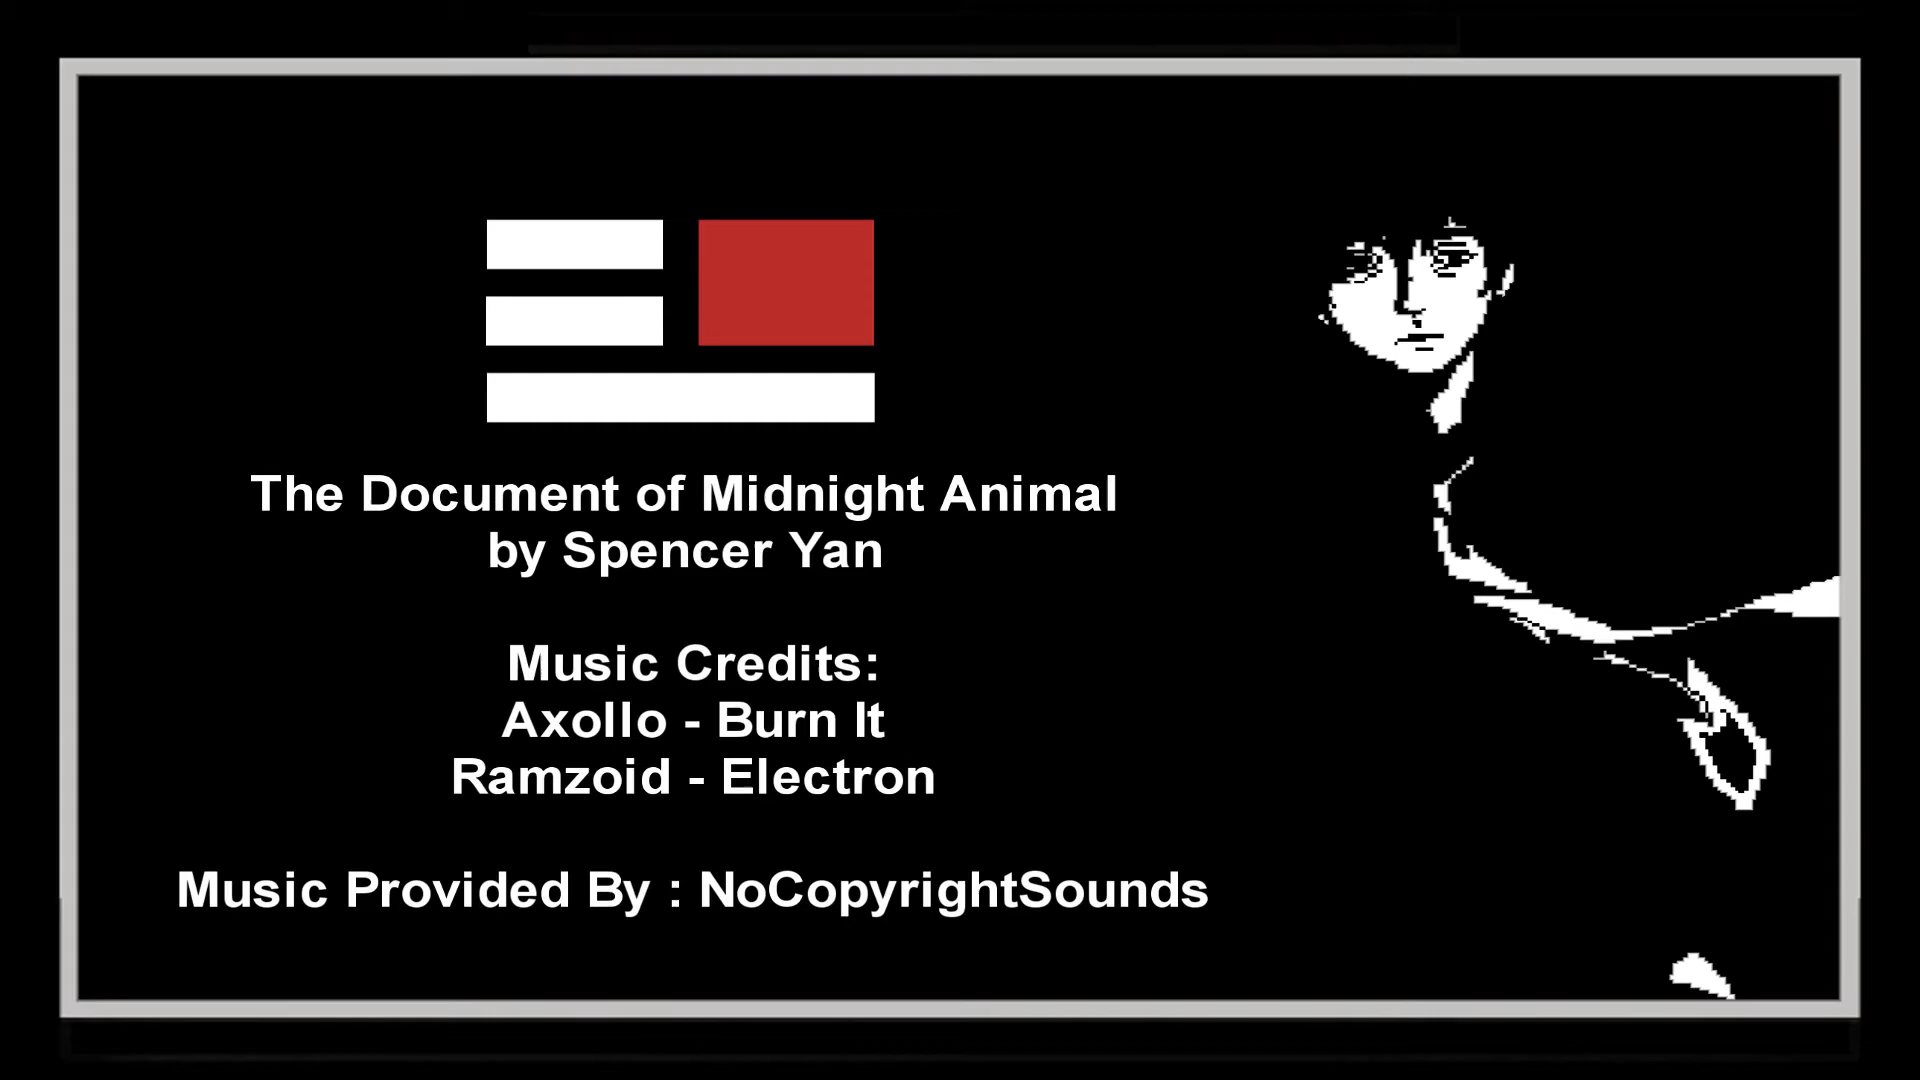 The Document of Midnight Animal
by Spencer Yan
Music Credits:
Axollo - Burn It
Ramzoid - Electron
Music Provided By : NoCopyrightSounds